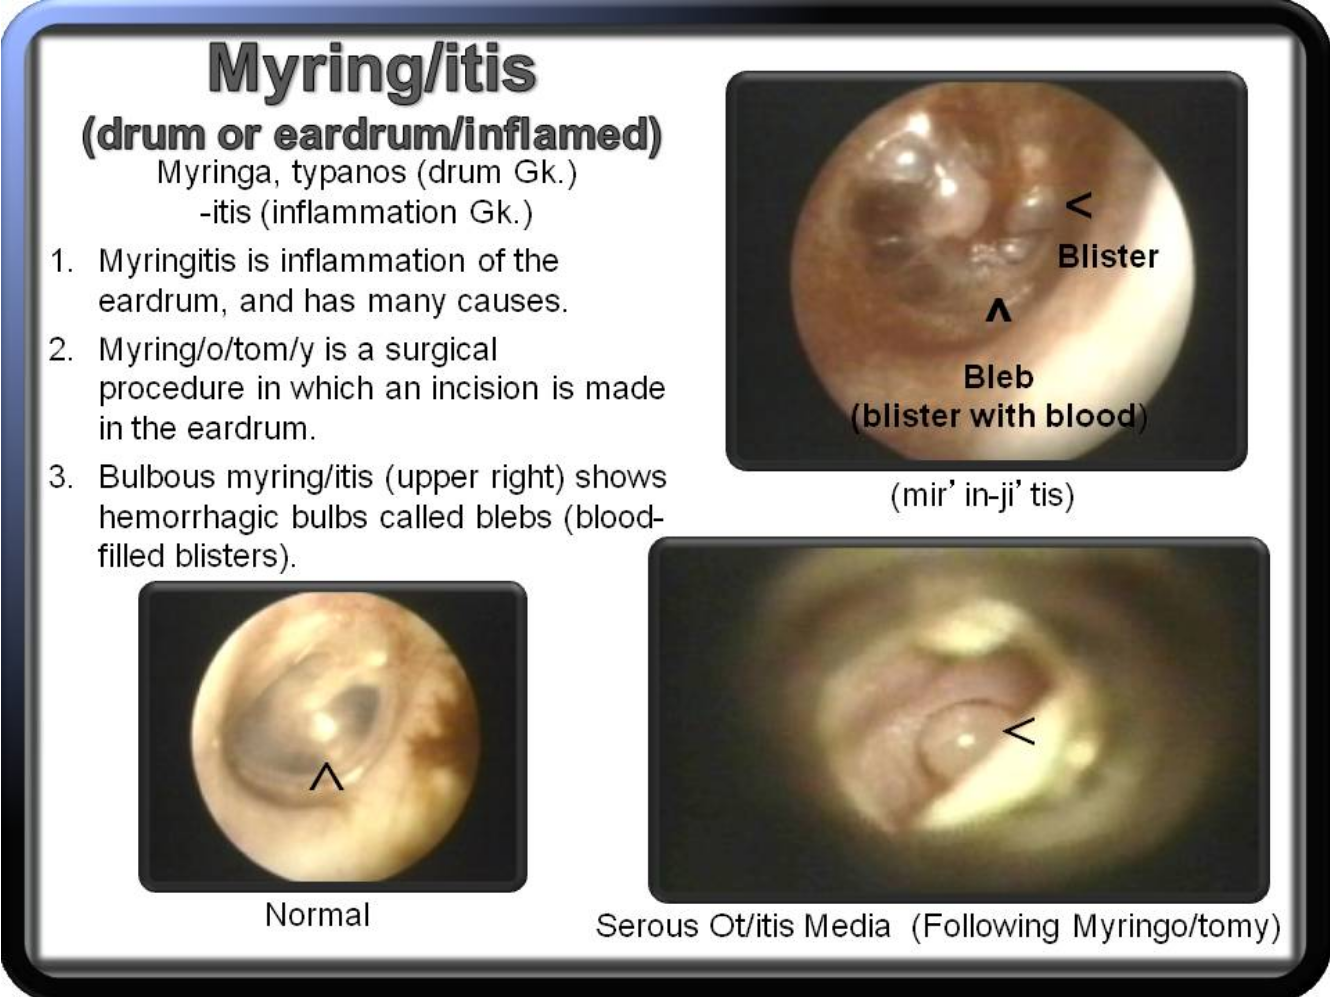 Myring/itis
(drum or eardrum/inflamed)
Myringa, typanos (drum Gk.)
-itis (inflammation Gk.)
1. Myringitis is inflammation of the
eardrum, and has many causes.
2. Myring/o/tom/y is a surgical
procedure in which an incision is made
in the eardrum.
3. Bulbous myring/itis (upper right) shows
hemorrhagic bulbs called blebs (blood-
filled blisters).
<
Blister
^
Bleb
(blister with blood)
(mir’ in-ji’ tis)
^
Normal
<
Serous Ot/itis Media (Following Myringo/tomy)